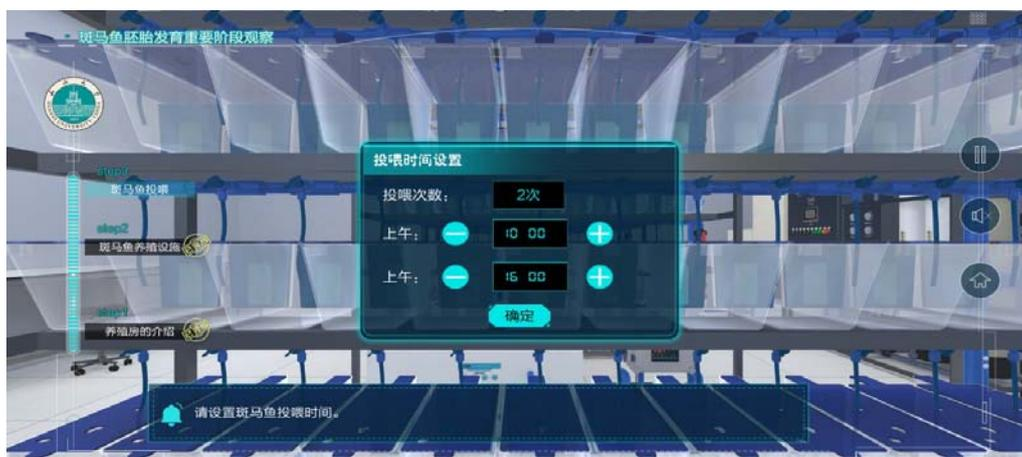 斑马鱼胚胎发育重要阶段观察
step3
斑马鱼投喂
step2
斑马鱼养殖设施
step1
养殖房的介绍
投喂时间设置
投喂次数： 2次
上午： 10 00
上午： 16 00
确定
请设置斑马鱼投喂时间。